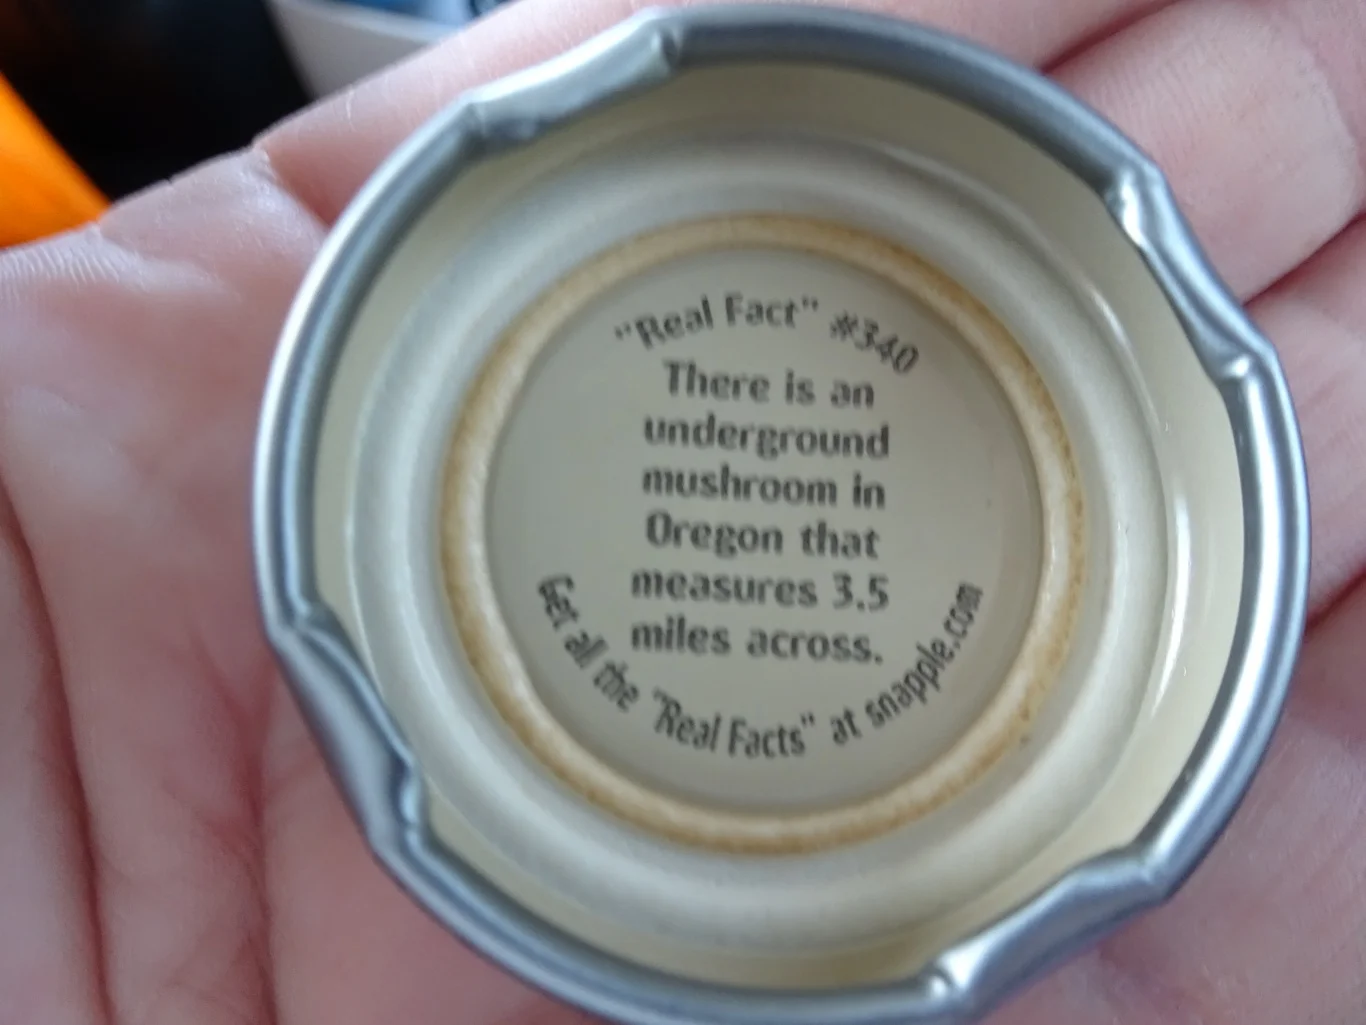 "Real Fact" #340
There is an
underground
mushroom in
Oregon that
measures 3.5
miles across.
Get all the "Real Facts" at snapple.com